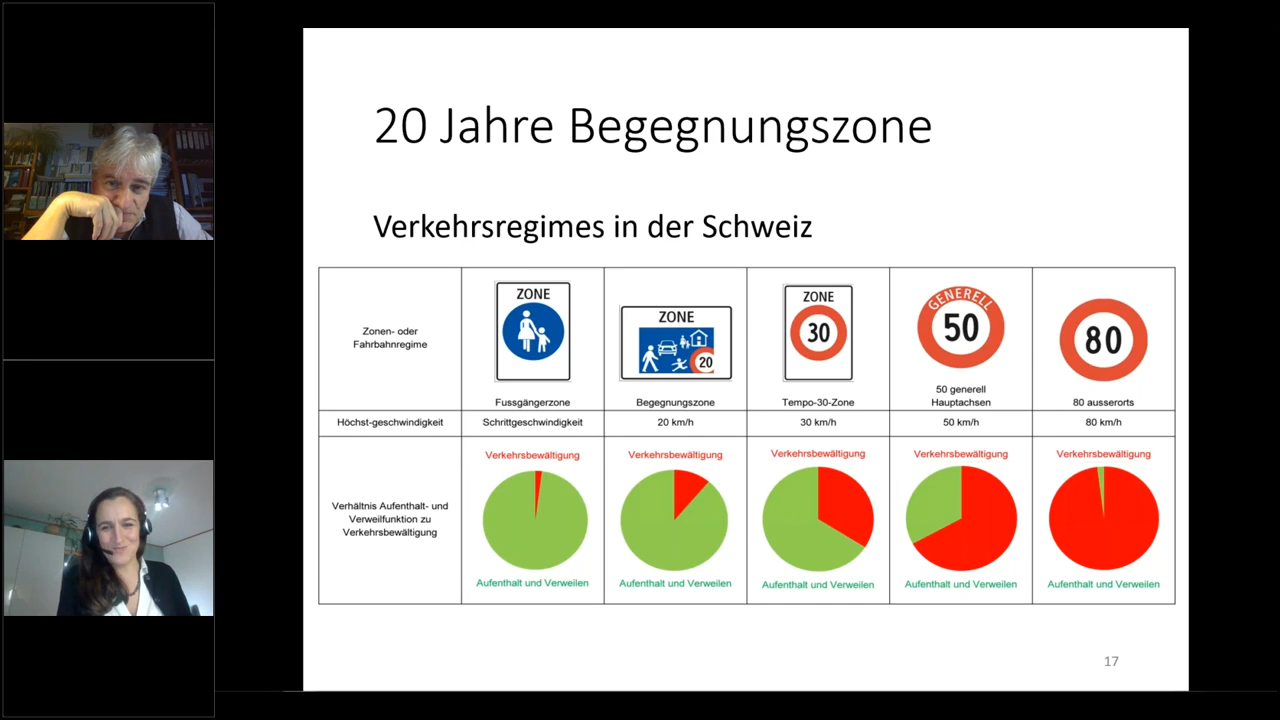 20 Jahre Begegnungszone
Verkehrsregimes in der Schweiz
Zonen- oder
Fahrbahnregime
ZONE
Fussgängerzone
ZONE
20
Begegnungszone
ZONE
30
Tempo-30-Zone
GENERELL
50
50 generell
Hauptachsen
80
80 ausserorts
Höchst-geschwindigkeit
Schrittgeschwindigkeit
20 km/h
30 km/h
50 km/h
80 km/h
Verhältnis Aufenthalt- und
Verweilfunktion zu
Verkehrsbewältigung
Verkehrsbewältigung
Aufenthalt und Verweilen
Verkehrsbewältigung
Aufenthalt und Verweilen
Verkehrsbewältigung
Aufenthalt und Verweilen
Verkehrsbewältigung
Aufenthalt und Verweilen
Verkehrsbewältigung
Aufenthalt und Verweilen
17